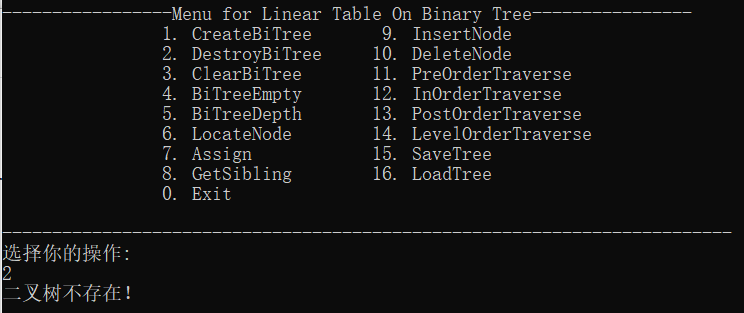 -----------------Menu for Linear Table On Binary Tree----------------
1. CreateBiTree 9. InsertNode
2. DestroyBiTree 10. DeleteNode
3. ClearBiTree 11. PreOrderTraverse
4. BiTreeEmpty 12. InOrderTraverse
5. BiTreeDepth 13. PostOrderTraverse
6. LocateNode 14. LevelOrderTraverse
7. Assign 15. SaveTree
8. GetSibling 16. LoadTree
0. Exit
-------------------------------------------------------------------------
选择你的操作:
2
二叉树不存在!